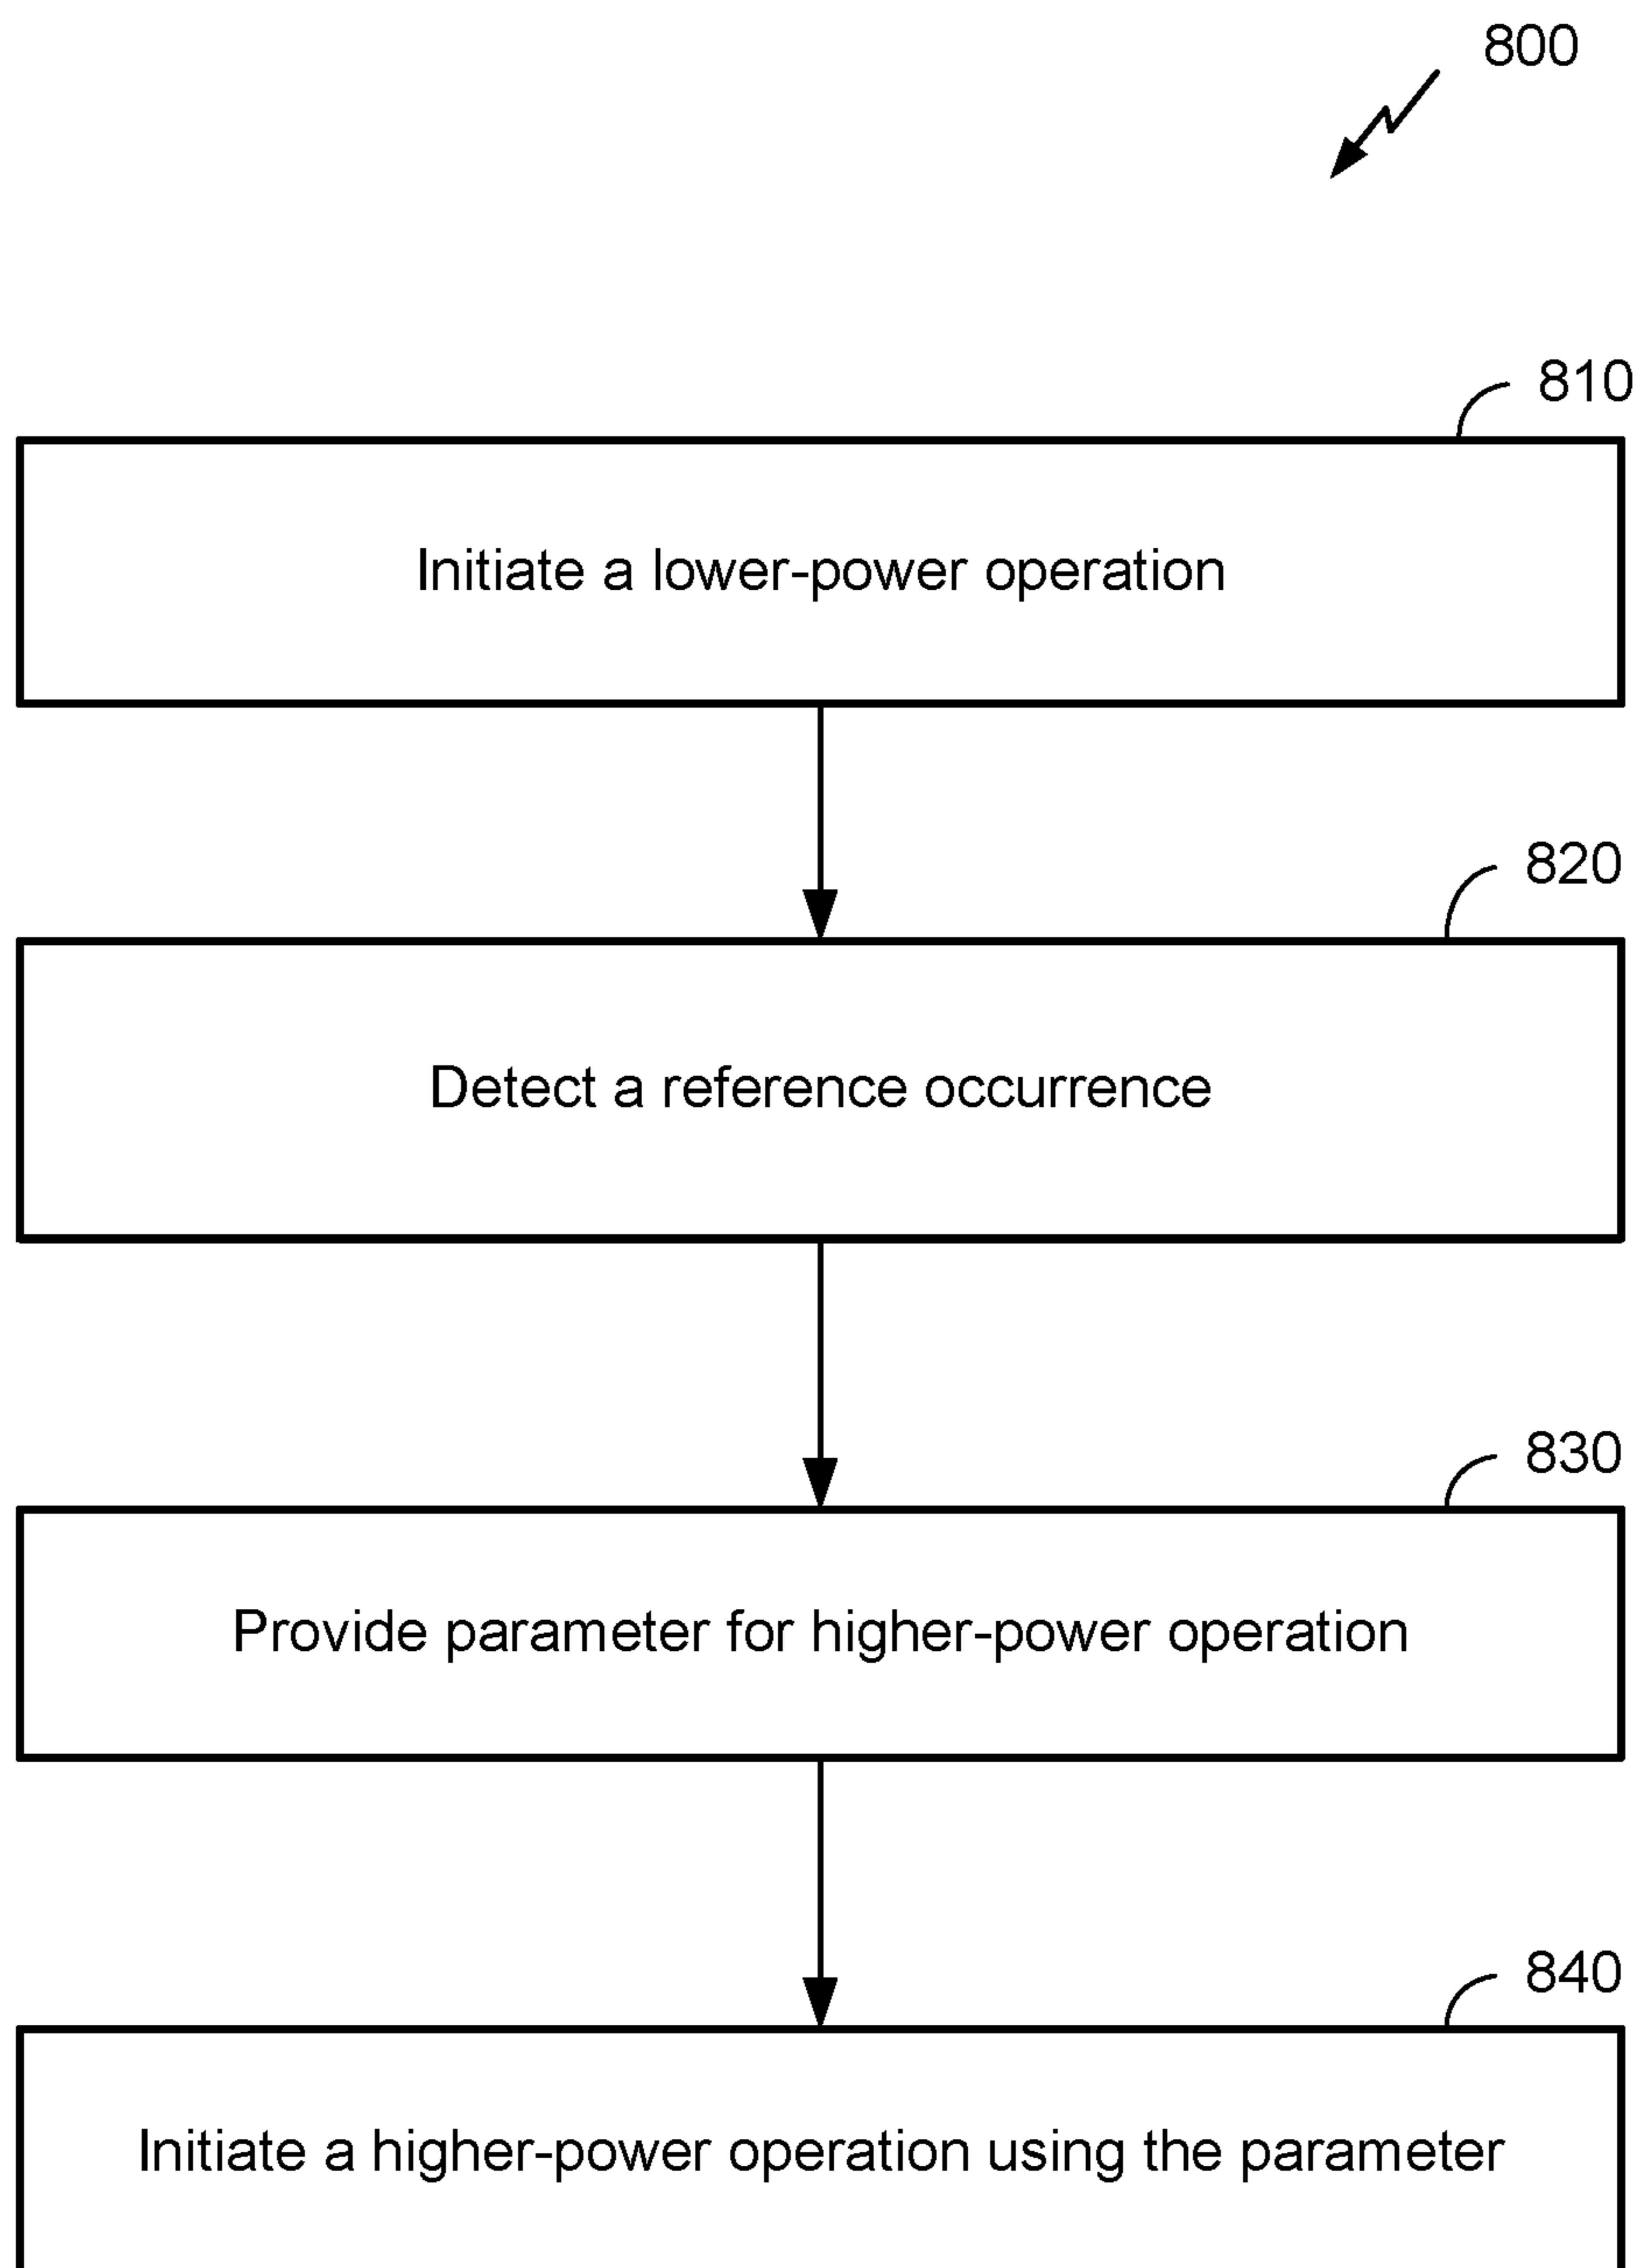 800
810
Initiate a lower-power operation
820
Detect a reference occurrence
830
Provide parameter for higher-power operation
840
Initiate a higher-power operation using the parameter